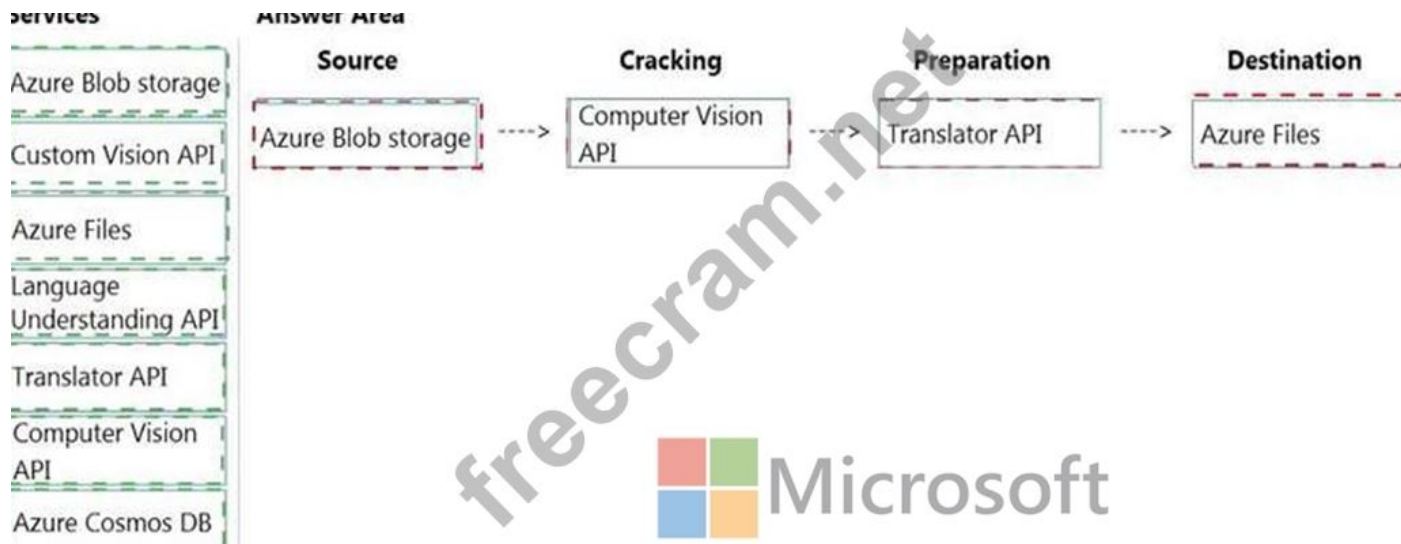 Services
Answer Area
Azure Blob storage
Custom Vision API
Azure Files
Language
Understanding API
Translator API
Computer Vision
API
Azure Cosmos DB
Source
Cracking
Preparation
Destination
Azure Blob storage
---->
Computer Vision
API
---->
Translator API
---->
Azure Files
freecram.net
Microsoft